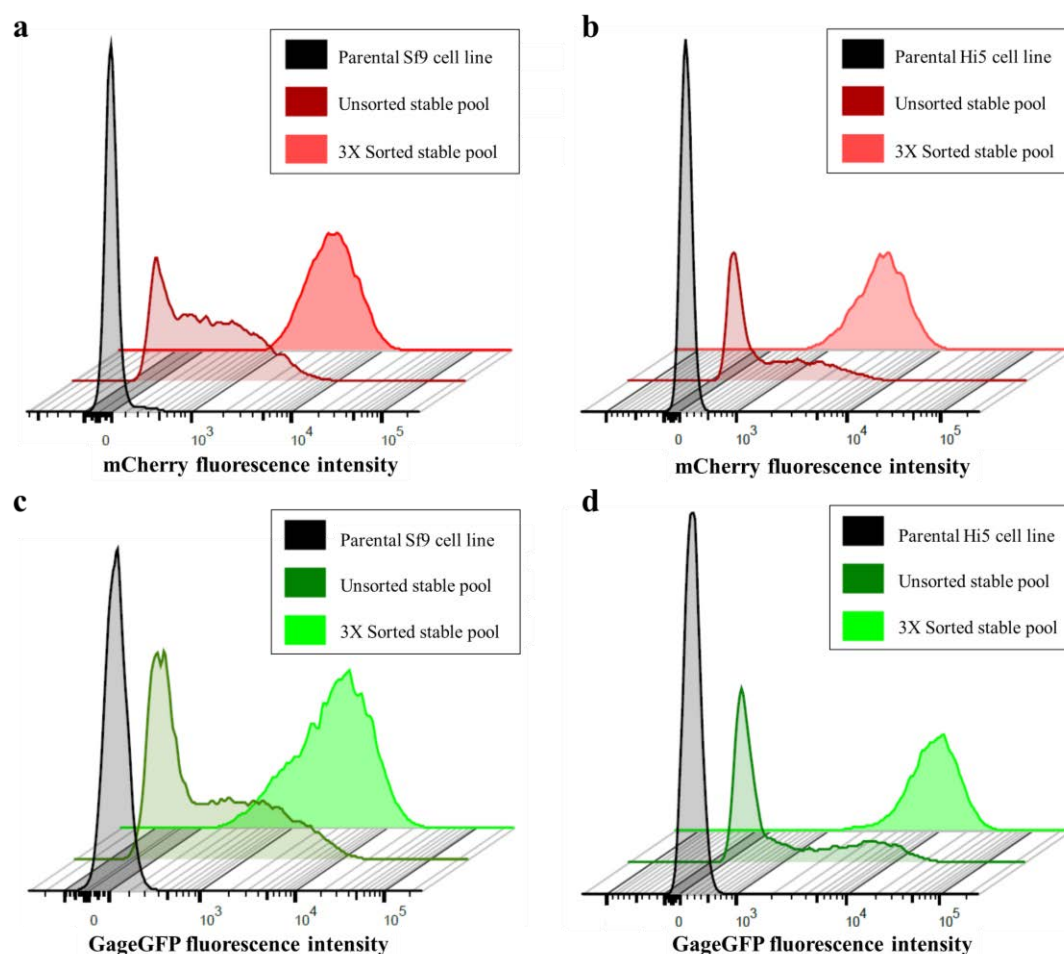 a
Parental Sf9 cell line
Unsorted stable pool
3X Sorted stable pool
0 10³ 10⁴ 10⁵
mCherry fluorescence intensity
b
Parental Hi5 cell line
Unsorted stable pool
3X Sorted stable pool
0 10³ 10⁴ 10⁵
mCherry fluorescence intensity
c
Parental Sf9 cell line
Unsorted stable pool
3X Sorted stable pool
0 10³ 10⁴ 10⁵
GageGFP fluorescence intensity
d
Parental Hi5 cell line
Unsorted stable pool
3X Sorted stable pool
0 10³ 10⁴ 10⁵
GageGFP fluorescence intensity